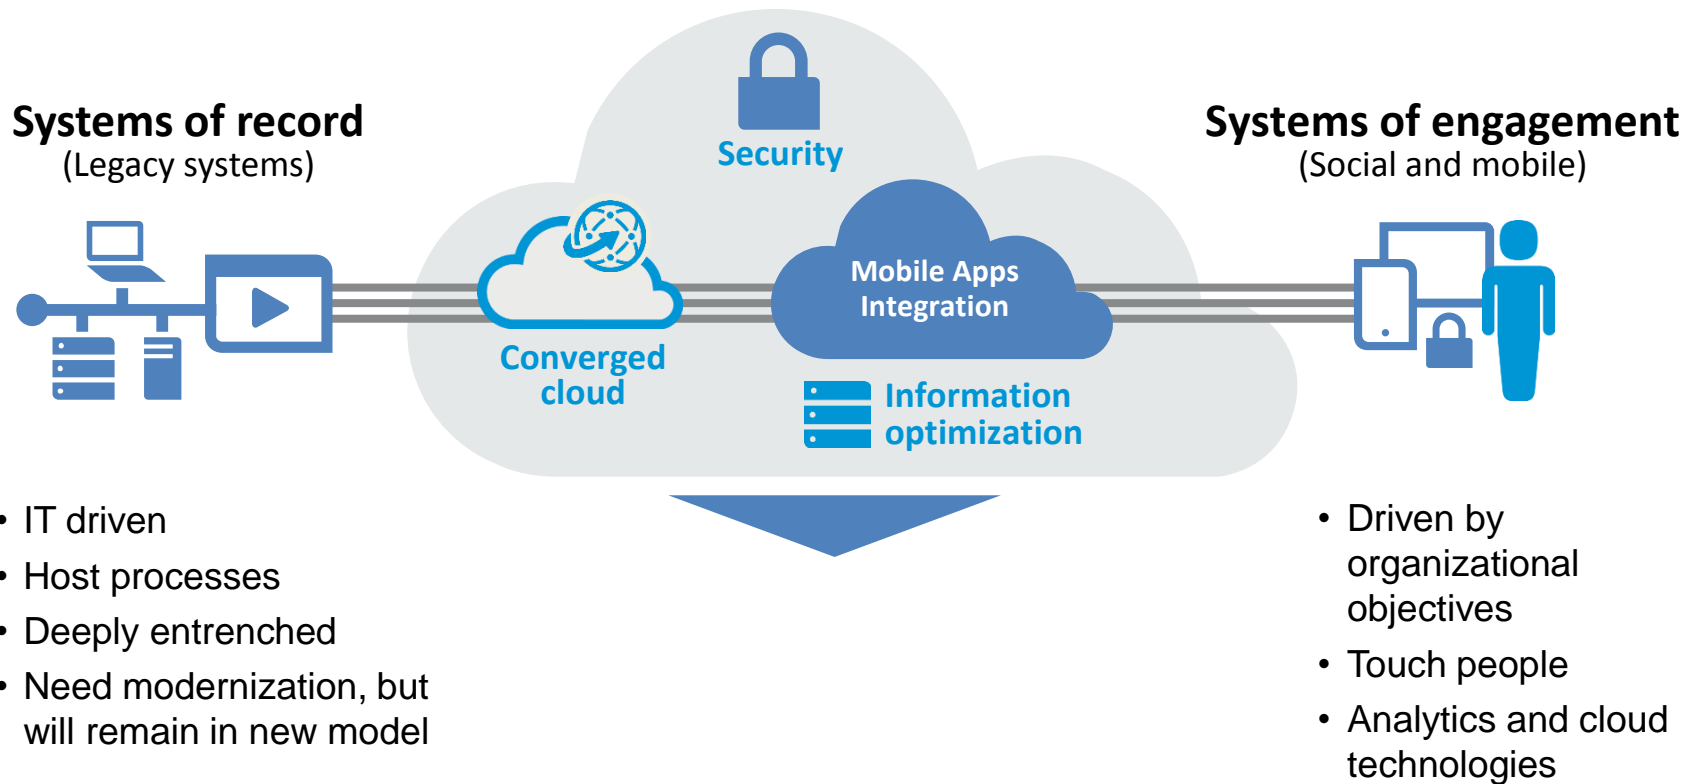 Systems of record
(Legacy systems)
Security
Systems of engagement
(Social and mobile)
Mobile Apps
Integration
Converged
cloud
Information
optimization
• IT driven
• Host processes
• Deeply entrenched
• Need modernization, but
will remain in new model
• Driven by
organizational
objectives
• Touch people
• Analytics and cloud
technologies